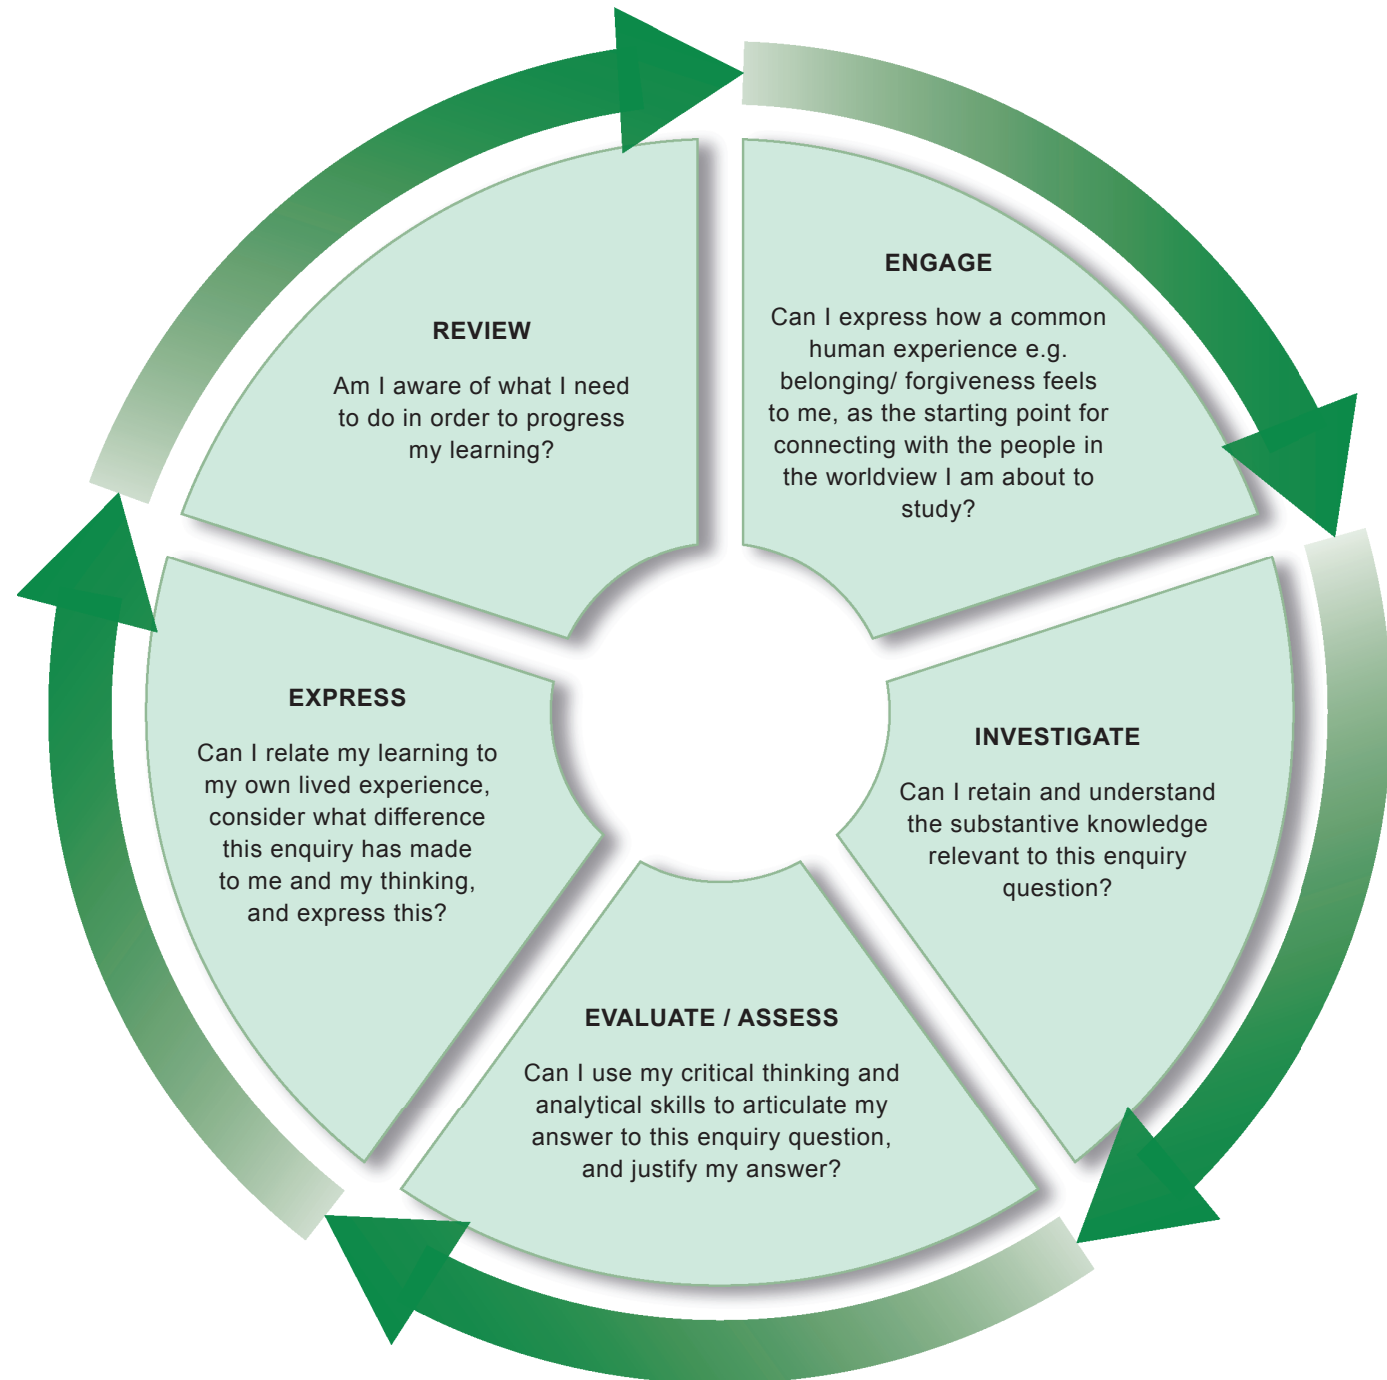 ENGAGE
Can I express how a common
human experience e.g.
belonging/ forgiveness feels
to me, as the starting point for
connecting with the people in
the worldview I am about to
study?
INVESTIGATE
Can I retain and understand
the substantive knowledge
relevant to this enquiry
question?
EVALUATE / ASSESS
Can I use my critical thinking and
analytical skills to articulate my
answer to this enquiry question,
and justify my answer?
EXPRESS
Can I relate my learning to
my own lived experience,
consider what difference
this enquiry has made
to me and my thinking,
and express this?
REVIEW
Am I aware of what I need
to do in order to progress
my learning?